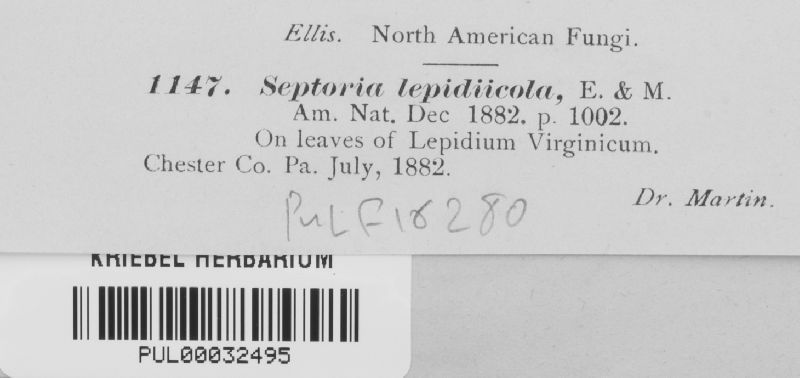 Ellis. North American Fungi.
1147. Septoria lepidiicola, E. & M.
Am. Nat. Dec 1882. p. 1002.
On leaves of Lepidium Virginicum.
Chester Co. Pa. July, 1882.
Dr. Martin.
PUL F18280
KRIEBEL HERBARIUM
PUL00032495